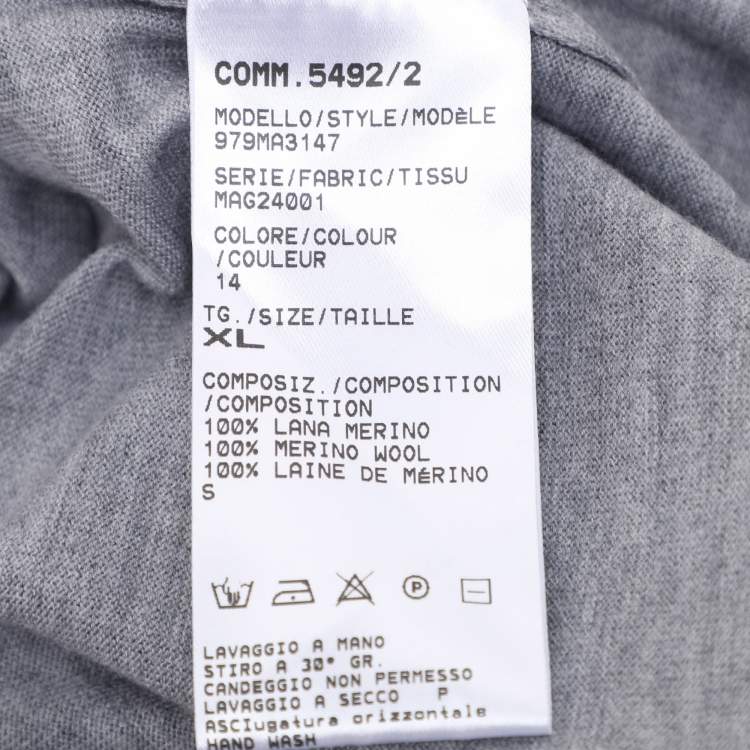 COMM.5492/2
MODELLO/STYLE/MODèLE
979MA3147
SERIE/FABRIC/TISSU
MAG24001
COLORE/COLOUR
/COULEUR
14
TG./SIZE/TAILLE
XL
COMPOSIZ./COMPOSITION
/COMPOSITION
100% LANA MERINO
100% MERINO WOOL
100% LAINE DE MéRINO
S
P
LAVAGGIO A MANO
STIRO A 30° GR.
CANDEGGIO NON PERMESSO
LAVAGGIO A SECCO P
ASCIugatura orizzontale
HAND WASH